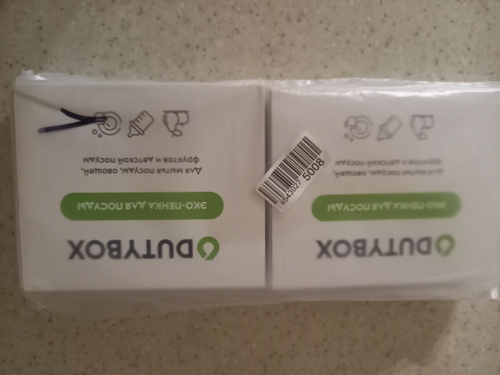 DUTYBOX
ЭКО-ПЕНКА ДЛЯ ПОСУДЫ
Для мытья посуды, овощей,
фруктов и детской посуды
DUTYBOX
ЭКО-ПЕНКА ДЛЯ ПОСУДЫ
Для мытья посуды, овощей,
фруктов и детской посуды
5008